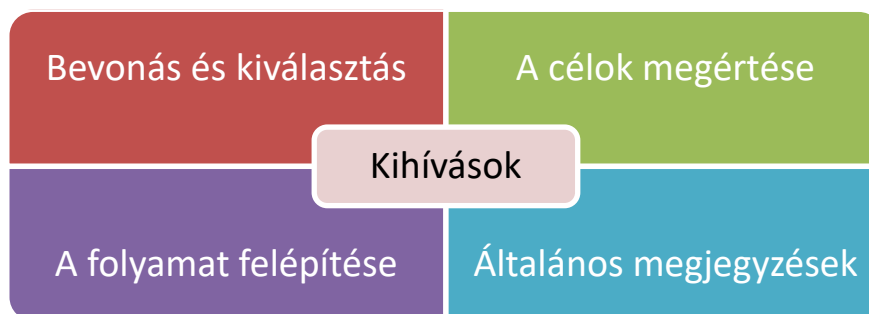 Bevonás és kiválasztás
A célok megértése
Kihívások
A folyamat felépítése
Általános megjegyzések